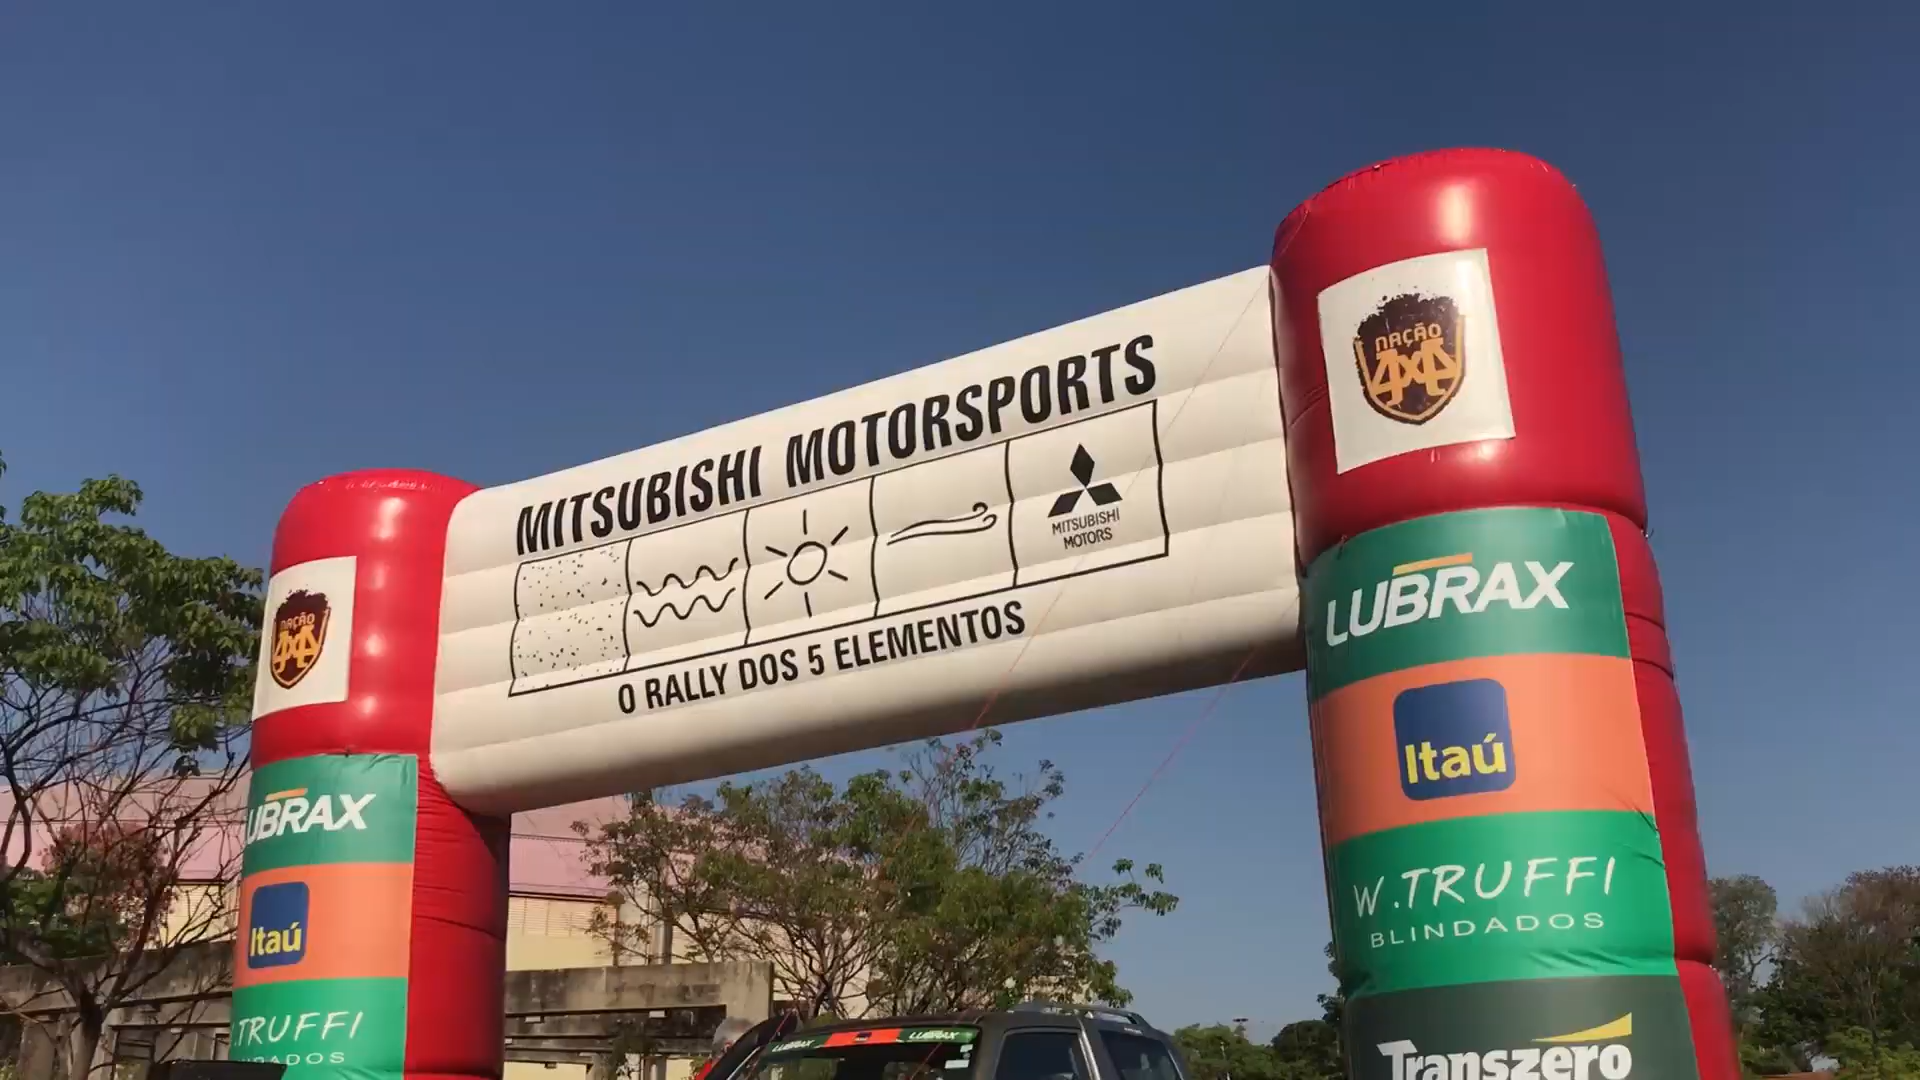 MITSUBISHI MOTORSPORTS
MITSUBISHI
MOTORS
O RALLY DOS 5 ELEMENTOS
NAÇÃO
4X4
UBRAX
Itaú
.TRUFFI
NAÇÃO
4X4
LUBRAX
Itaú
W.TRUFFI
BLINDADOS
Transzero
LUBRAX
LUBRAX